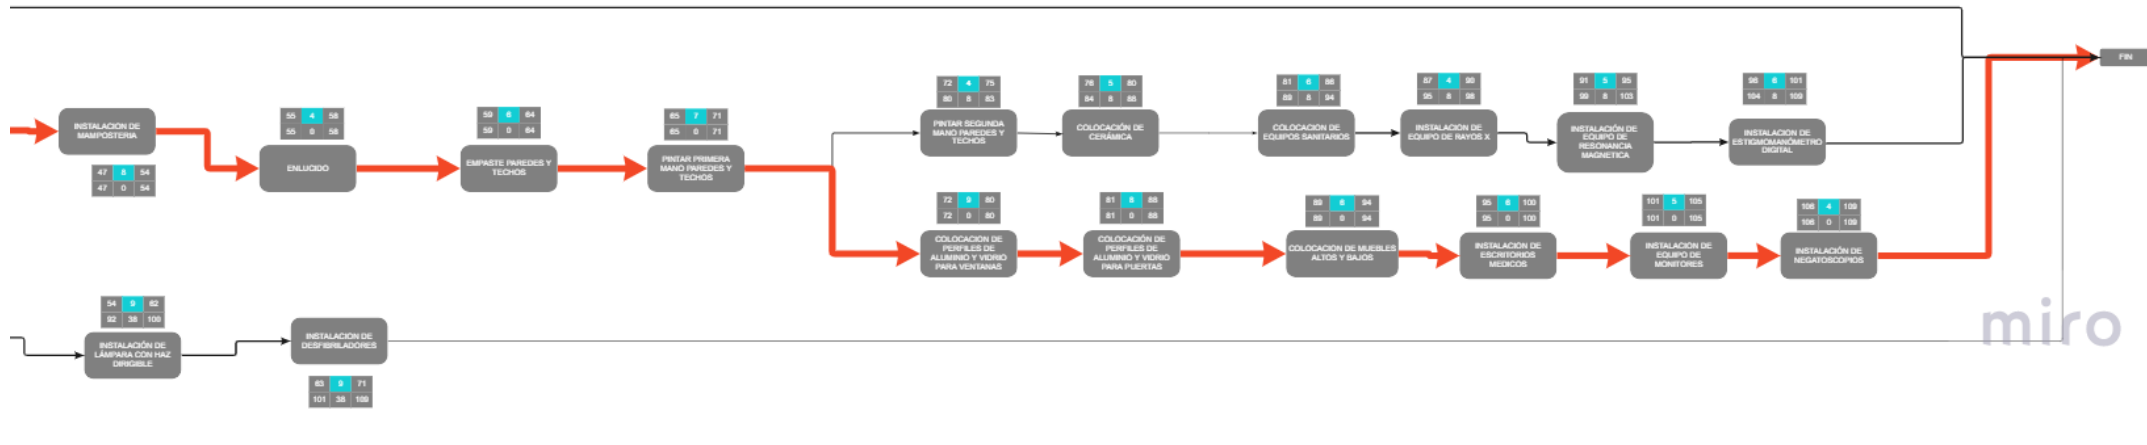 FIN
72 4 75
80 8 83
76 5 80
84 8 88
81 6 86
89 8 94
87 4 90
95 8 98
91 5 95
99 8 103
96 6 101
104 8 109
INSTALACIÓN DE
MAMPOSTERIA
47 8 54
47 0 54
55 4 58
55 0 58
ENLUCIDO
59 6 64
59 0 64
EMPASTE PAREDES Y
TECHOS
65 7 71
65 0 71
PINTAR PRIMERA
MANO PAREDES Y
TECHOS
PINTAR SEGUNDA
MANO PAREDES Y
TECHOS
COLOCACIÓN DE
CERÁMICA
COLOCACIÓN DE
EQUIPOS SANITARIOS
INSTALACIÓN DE
EQUIPO DE RAYOS X
INSTALACIÓN DE
EQUIPO DE
RESONANCIA
MAGNETICA
INSTALACIÓN DE
ESTIGMOMANÓMETRO
DIGITAL
72 9 80
72 0 80
COLOCACIÓN DE
PERFILES DE
ALUMINIO Y VIDRIO
PARA VENTANAS
81 8 88
81 0 88
COLOCACIÓN DE
PERFILES DE
ALUMINIO Y VIDRIO
PARA PUERTAS
89 6 94
89 0 94
COLOCACION DE MUEBLES
ALTOS Y BAJOS
95 6 100
95 0 100
INSTALACIÓN DE
ESCRITORIOS
MEDICOS
101 5 105
101 0 105
INSTALACIÓN DE
EQUIPO DE
MONITORES
106 4 109
106 0 109
INSTALACIÓN DE
NEGATOSCOPIOS
54 9 62
92 38 100
INSTALACIÓN DE
LÁMPARA CON HAZ
DIRIGIBLE
INSTALACIÓN DE
DESFIBRILADORES
63 9 71
101 38 109
miro